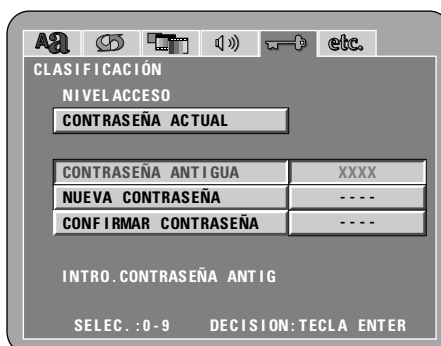 Aa etc.
CLASIFICACIÓN
NIVELACCESO
CONTRASEÑA ACTUAL
CONTRASEÑA ANTIGUA XXXX
NUEVA CONTRASEÑA ----
CONFIRMAR CONTRASEÑA ----
INTRO.CONTRASEÑA ANTIG
SELEC.:0-9 DECISION:TECLA ENTER